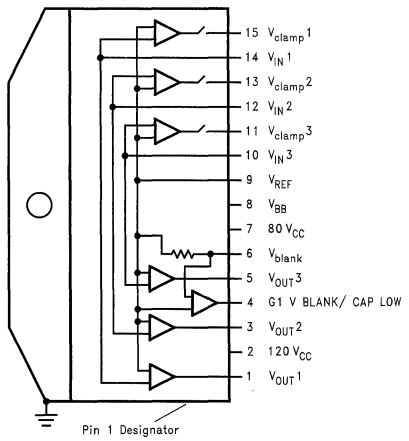 15 Vclamp1
14 VIN1
13 Vclamp2
12 VIN2
11 Vclamp3
10 VIN3
9 VREF
8 VBB
7 80 VCC
6 Vblank
5 VOUT3
4 G1 V BLANK/ CAP LOW
3 VOUT2
2 120 VCC
1 VOUT1
Pin 1 Designator